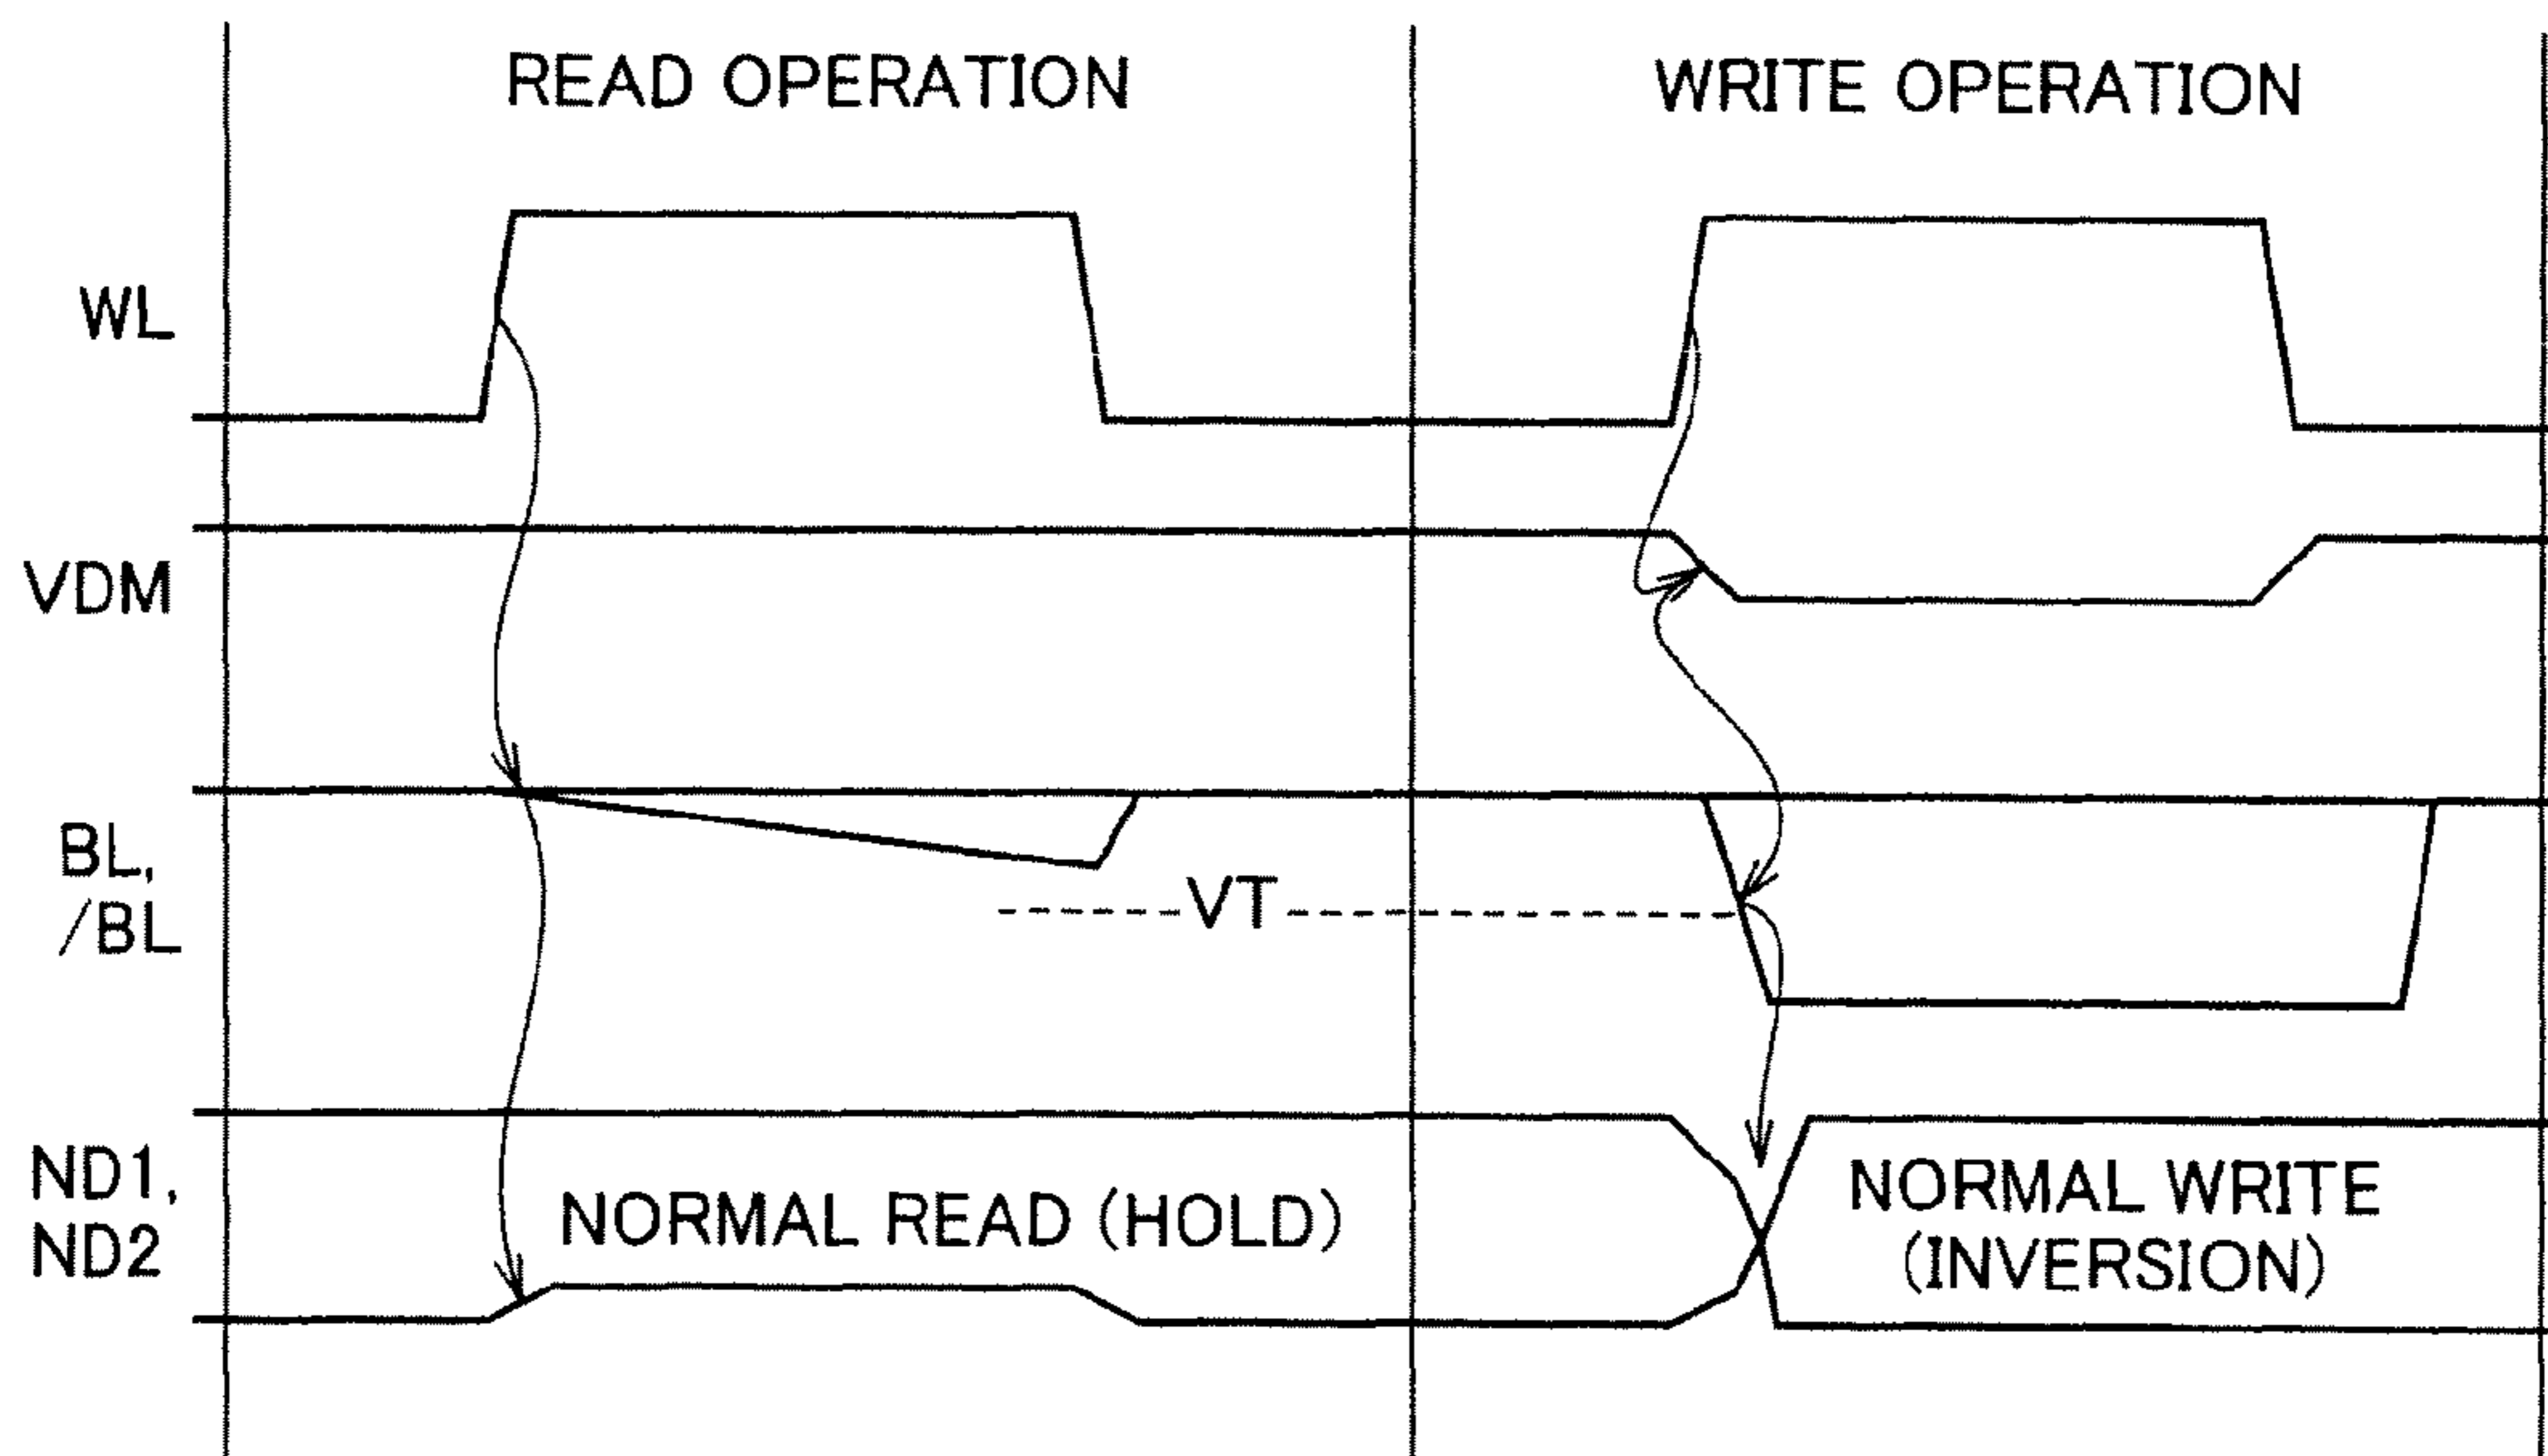 READ OPERATION
WRITE OPERATION
WL
VDM
BL,
/BL
VT
ND1,
ND2
NORMAL READ (HOLD)
NORMAL WRITE
(INVERSION)